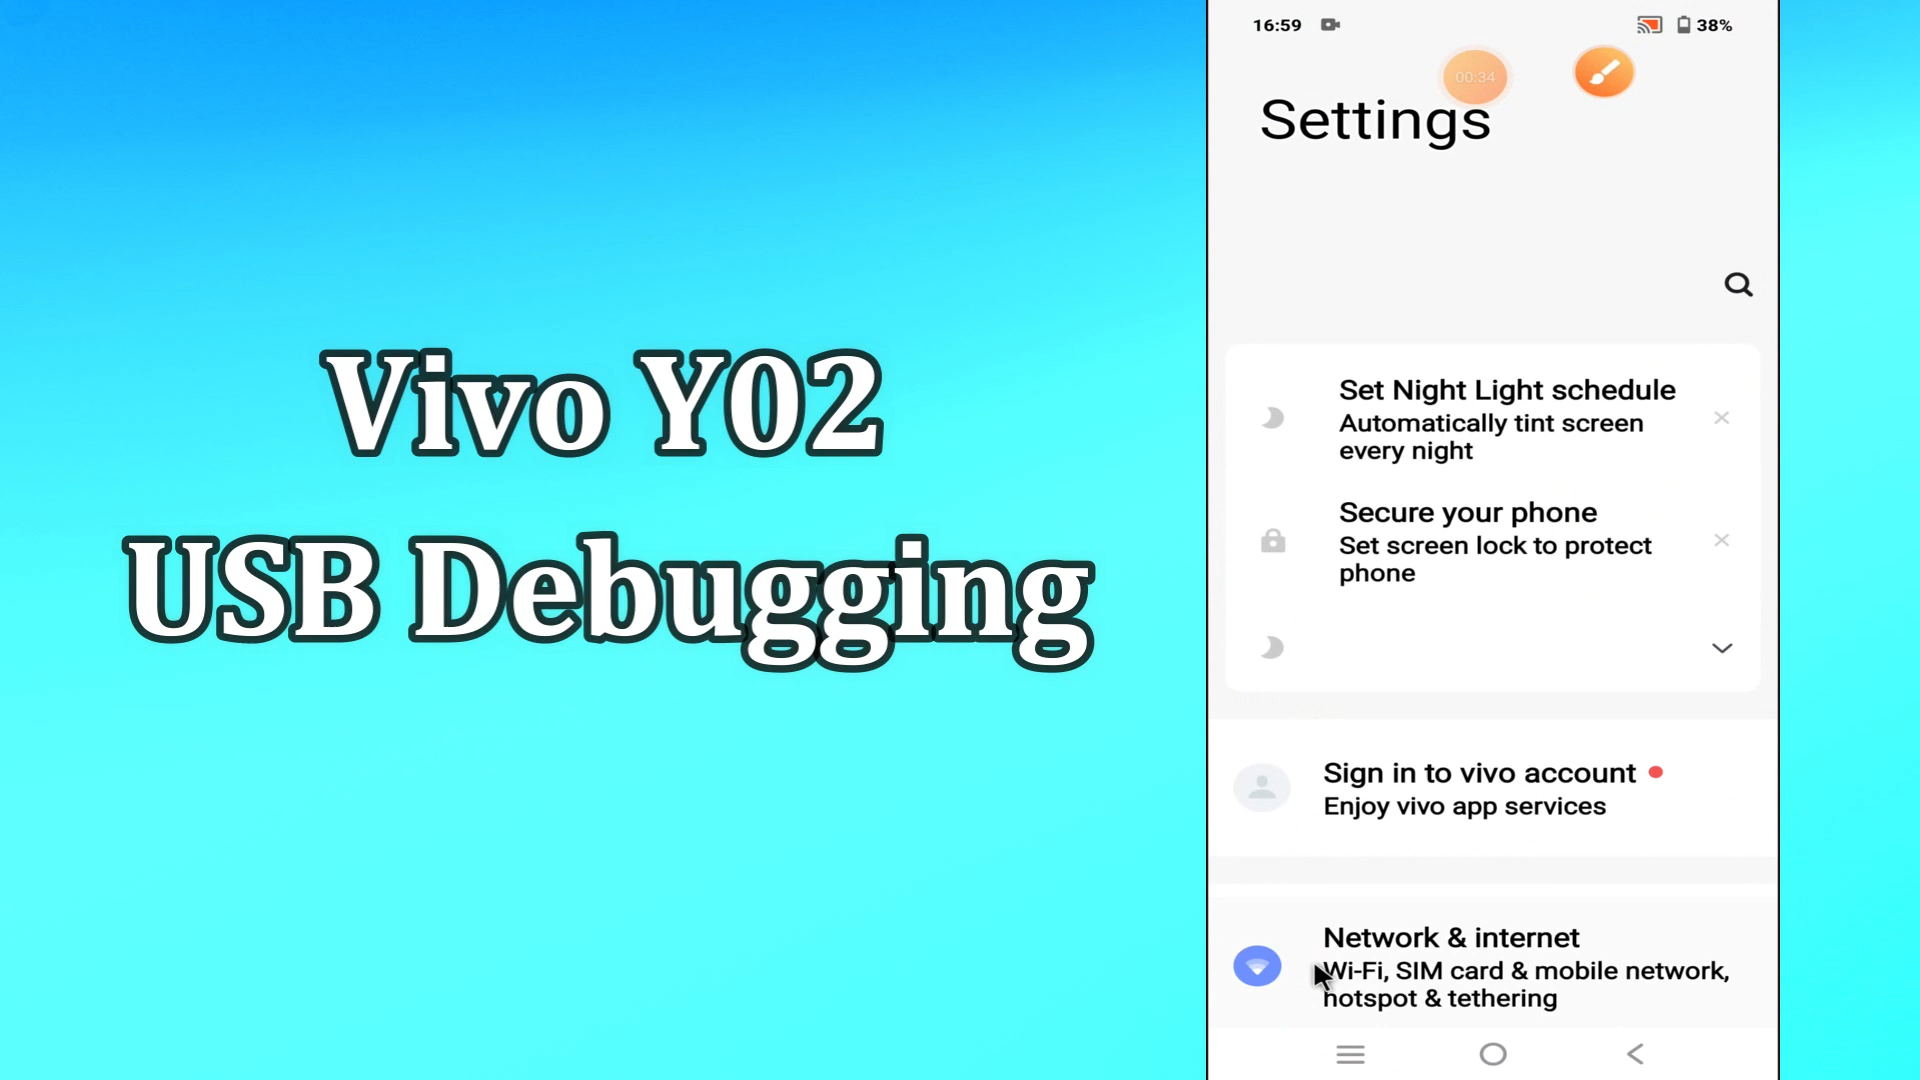 Vivo Y02
USB Debugging
16:59
38%
00:34
Settings
Set Night Light schedule
Automatically tint screen
every night
Secure your phone
Set screen lock to protect
phone
Sign in to vivo account
Enjoy vivo app services
Network & internet
Wi-Fi, SIM card & mobile network,
hotspot & tethering